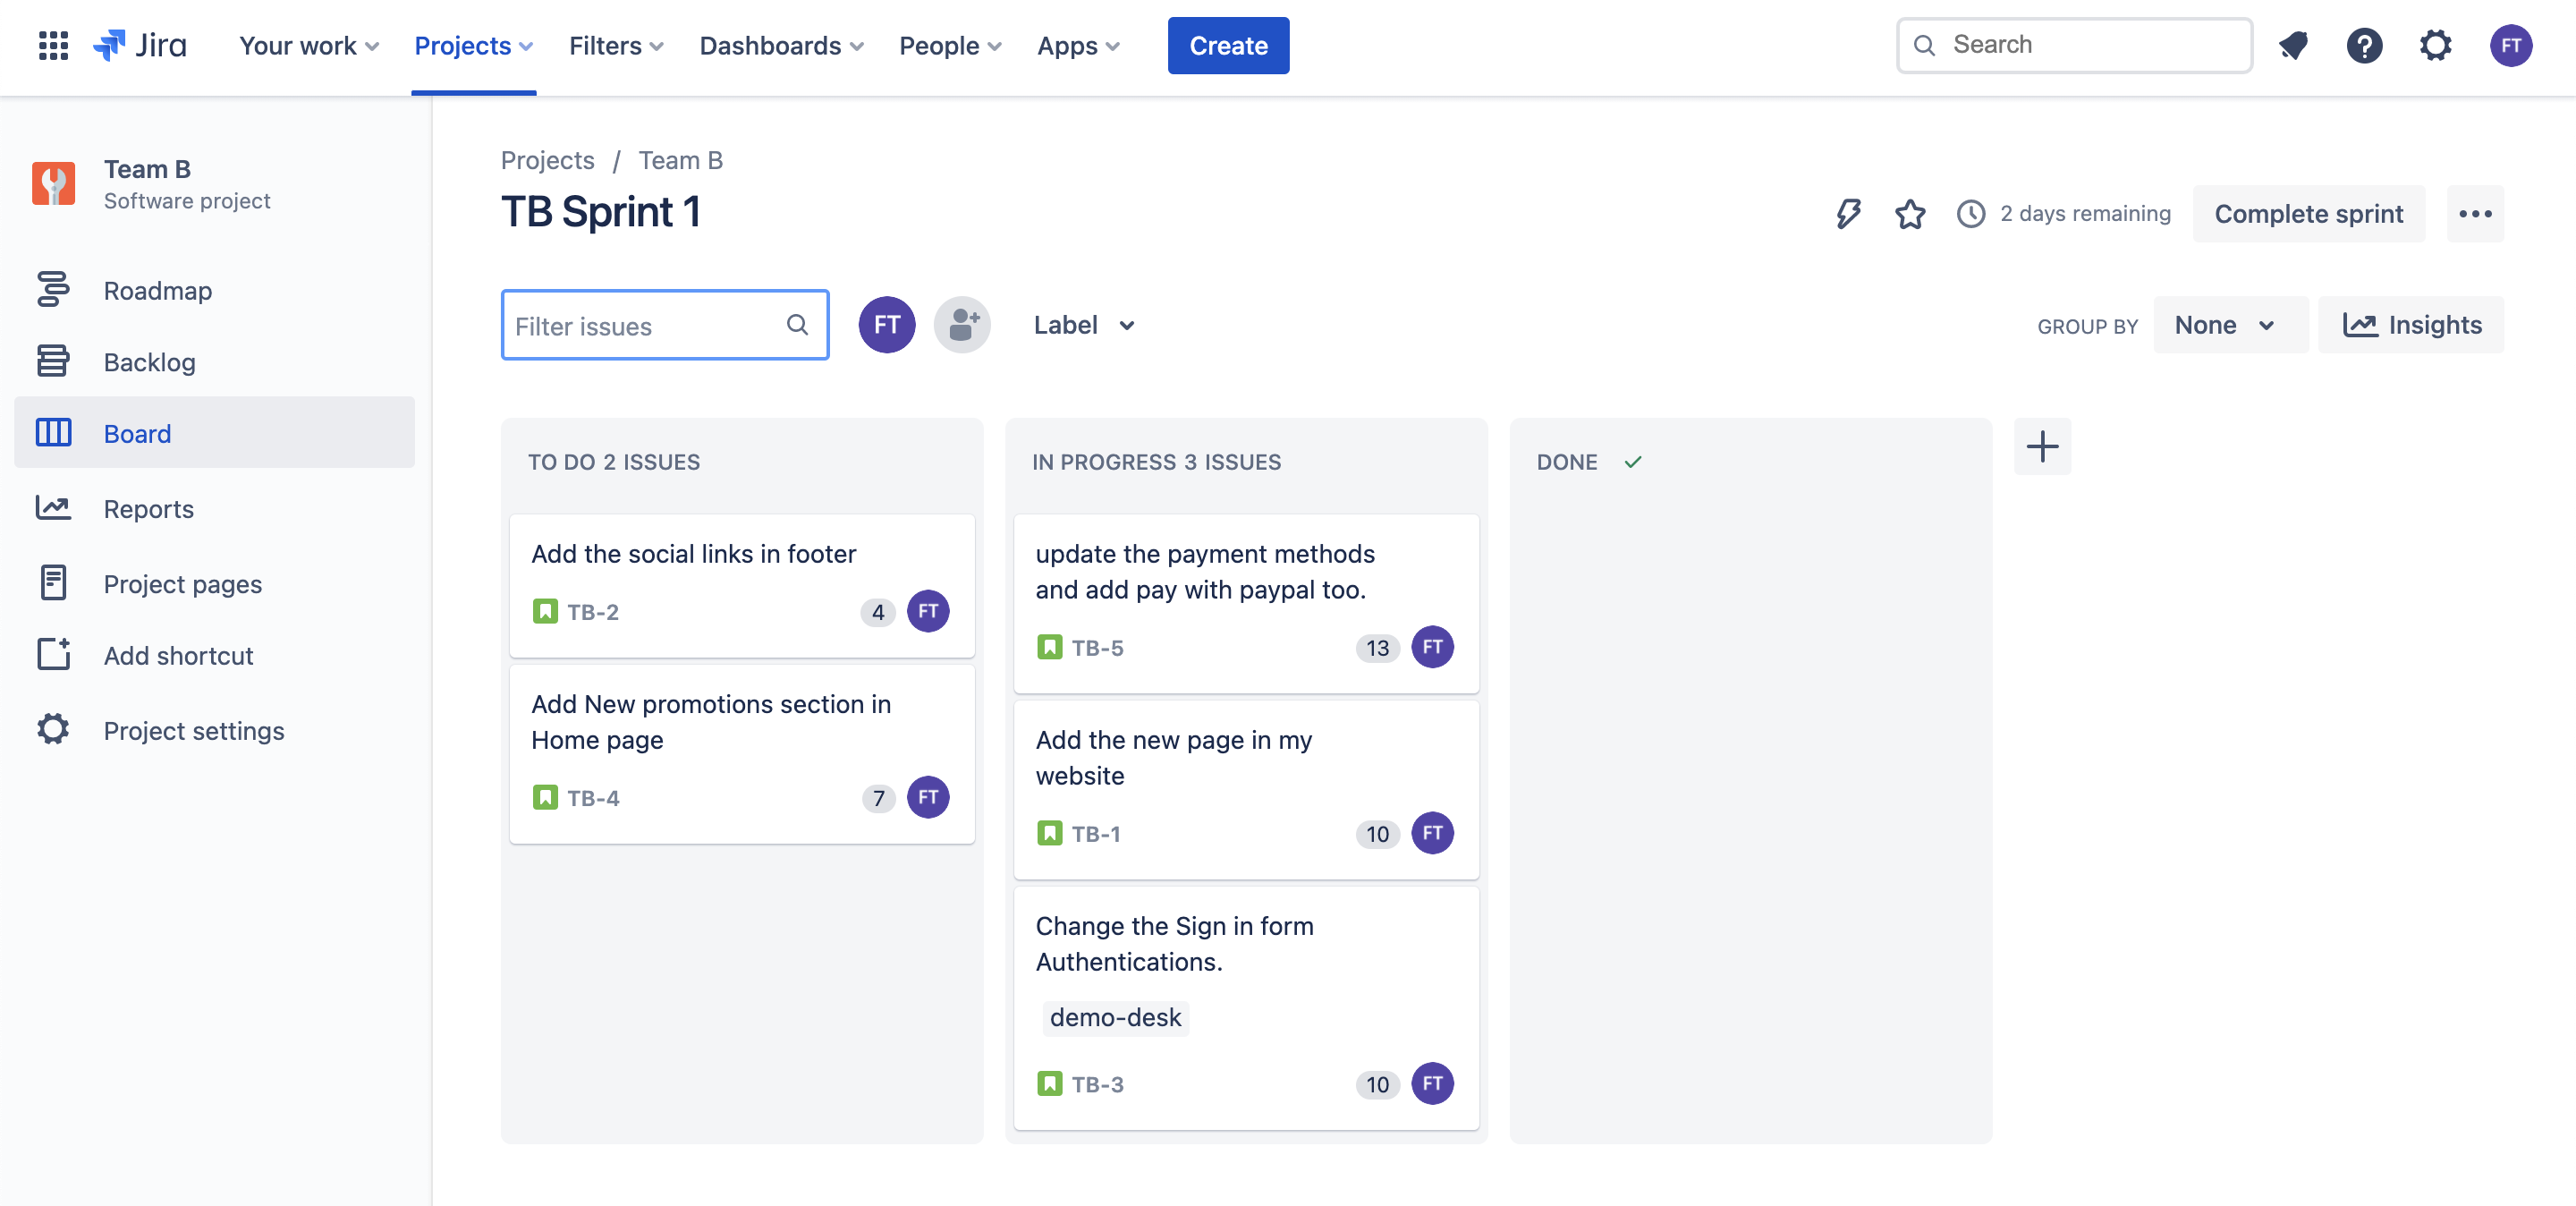 Jira
Your work
Projects
Filters
Dashboards
People
Apps
Create
Search
FT
Team B
Software project
Roadmap
Backlog
Board
Reports
Project pages
Add shortcut
Project settings
Projects / Team B
TB Sprint 1
2 days remaining
Complete sprint
Filter issues
FT
Label
GROUP BY
None
Insights
TO DO 2 ISSUES
Add the social links in footer
TB-2
4
FT
Add New promotions section in
Home page
TB-4
7
FT
IN PROGRESS 3 ISSUES
update the payment methods
and add pay with paypal too.
TB-5
13
FT
Add the new page in my
website
TB-1
10
FT
Change the Sign in form
Authentications.
demo-desk
TB-3
10
FT
DONE